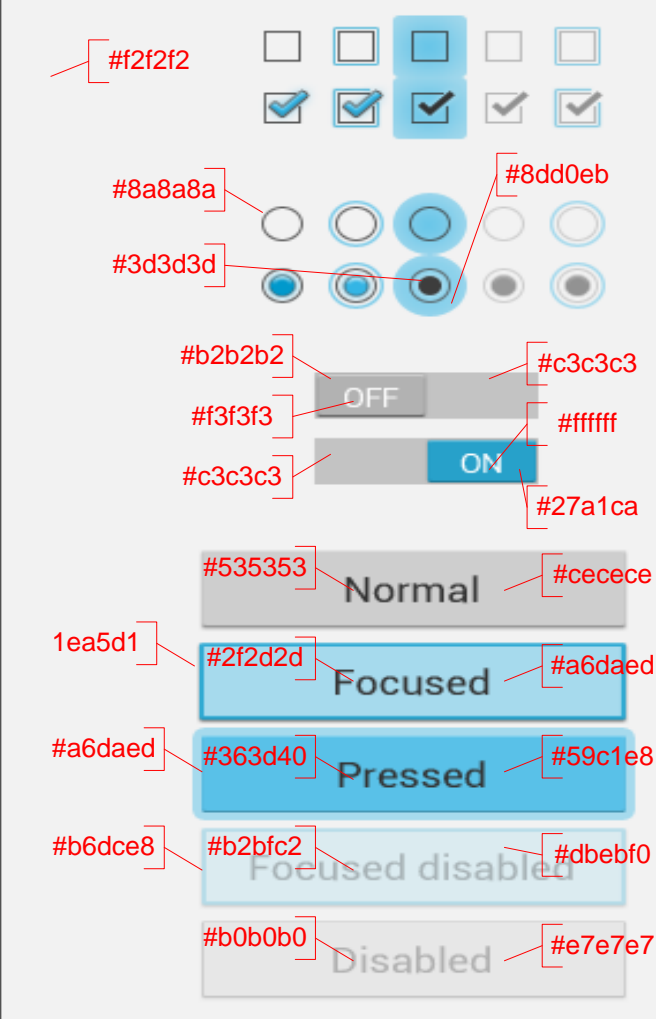 #f2f2f2
#8dd0eb
#8a8a8a
#3d3d3d
#b2b2b2
#c3c3c3
OFF
#f3f3f3
#ffffff
#c3c3c3
ON
#27a1ca
#535353
Normal
#cecece
1ea5d1
#2f2d2d
Focused
#a6daed
#a6daed
#363d40
Pressed
#59c1e8
#b6dce8
#b2bfc2
Focused disabled
#dbebf0
#b0b0b0
Disabled
#e7e7e7